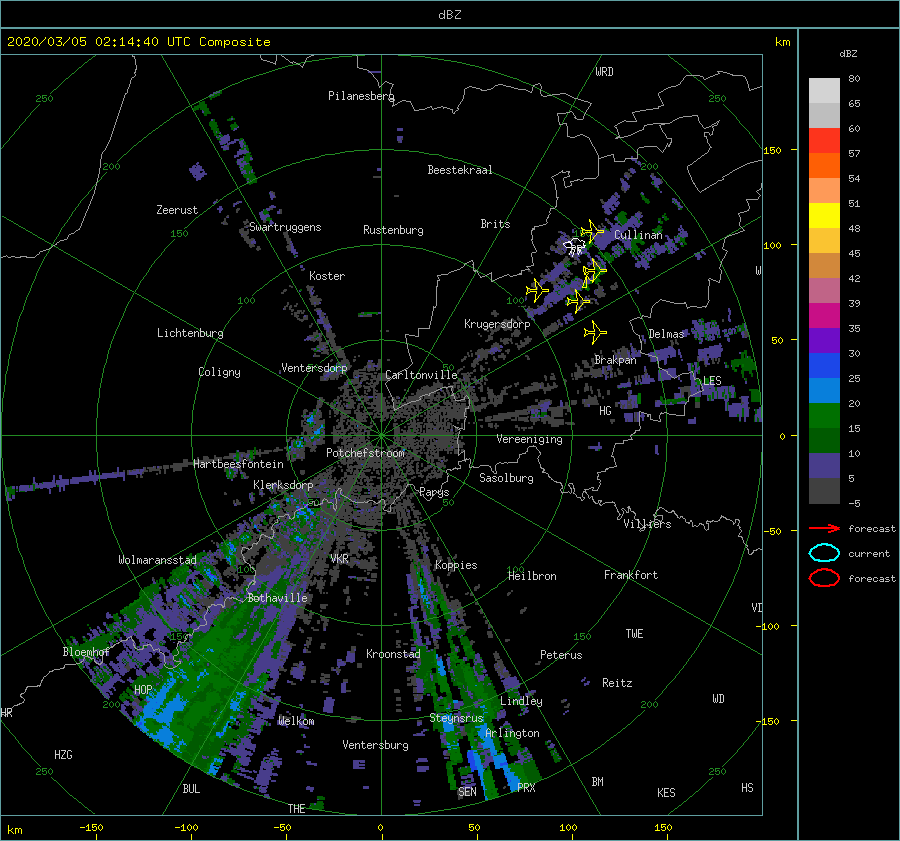 dBZ
2020/03/05 02:14:40 UTC Composite
km
dBZ
80
65
60
57
54
51
48
45
42
39
35
30
25
20
15
10
5
-5
forecast
current
forecast
WRD
250
250
Pilanesberg
150
200
200
Beestekraal
Zeerust
Swartruggens
Rustenburg
Brits
Cullinan
150
100
Koster
100
100
Krugersdorp
Lichtenburg
Delmas
50
Brakpan
Ventersdorp
Coligny
Carltonville
50
LES
HG
Vereeniging
0
Potchefstroom
Hartbeesfontein
Sasolburg
Klerksdorp
Parys
50
50
Villiers
-50
Wolmaransstad
VKR
Koppies
100
100
Heilbron
Frankfort
Bothaville
VD
-100
150
150
TWE
Bloemhof
Kroonstad
Peterus
Reitz
HOP
WD
HR
200
Lindley
200
Welkom
Steynsrus
-150
Arlington
Ventersburg
HZG
250
250
BUL
BM
SEN
PRX
KES
HS
THE
km
-150
-100
-50
0
50
100
150